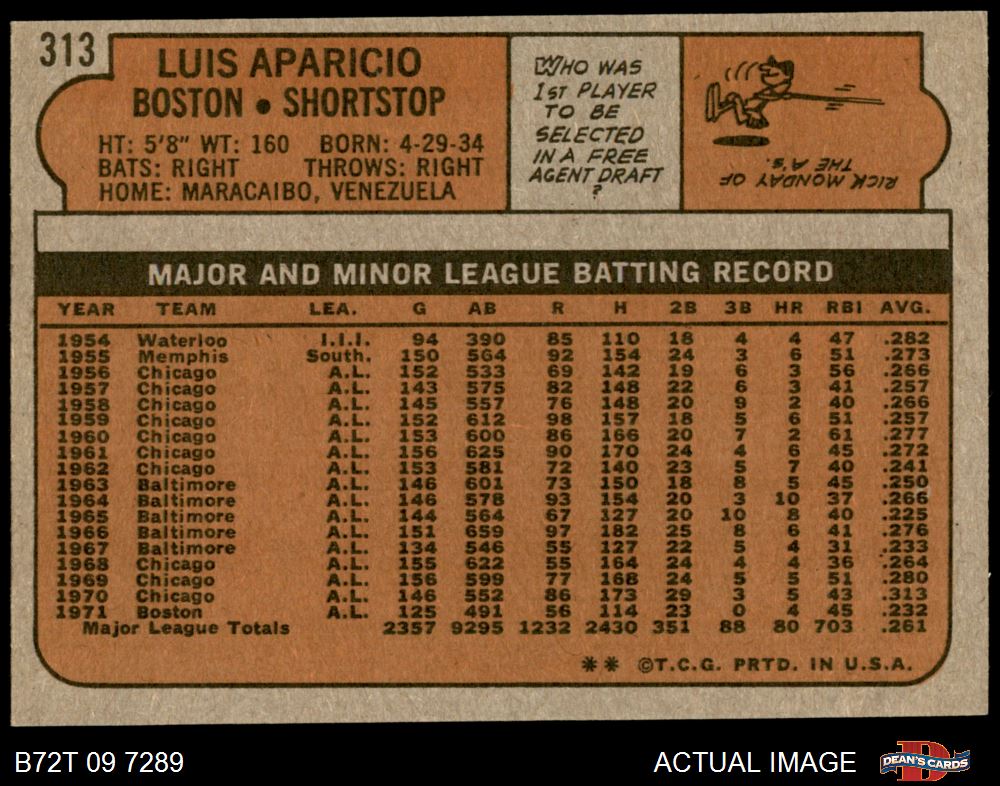 313
LUIS APARICIO
BOSTON • SHORTSTOP
HT: 5'8" WT: 160 BORN: 4-29-34
BATS: RIGHT THROWS: RIGHT
HOME: MARACAIBO, VENEZUELA
WHO WAS
1ST PLAYER
TO BE
SELECTED
IN A FREE
AGENT DRAFT
?
RICK MONDAY OF
THE A's.
MAJOR AND MINOR LEAGUE BATTING RECORD
YEAR TEAM LEA. G AB R H 2B 3B HR RBI AVG.
1954 Waterloo I.I.I. 94 390 85 110 18 4 4 47 .282
1955 Memphis South. 150 564 92 154 24 3 6 51 .273
1956 Chicago A.L. 152 533 69 142 19 6 3 56 .266
1957 Chicago A.L. 143 575 82 148 22 6 3 41 .257
1958 Chicago A.L. 145 557 76 148 20 9 2 40 .266
1959 Chicago A.L. 152 612 98 157 18 5 6 51 .257
1960 Chicago A.L. 153 600 86 166 20 7 2 61 .277
1961 Chicago A.L. 156 625 90 170 24 4 6 45 .272
1962 Chicago A.L. 153 581 72 140 23 5 7 40 .241
1963 Baltimore A.L. 146 601 73 150 18 8 5 45 .250
1964 Baltimore A.L. 146 578 93 154 20 3 10 37 .266
1965 Baltimore A.L. 144 564 67 127 20 10 8 40 .225
1966 Baltimore A.L. 151 659 97 182 25 8 6 41 .276
1967 Baltimore A.L. 134 546 55 127 22 5 4 31 .233
1968 Chicago A.L. 155 622 55 164 24 4 4 36 .264
1969 Chicago A.L. 156 599 77 168 24 5 5 51 .280
1970 Chicago A.L. 146 552 86 173 29 3 5 43 .313
1971 Boston A.L. 125 491 56 114 23 0 4 45 .232
Major League Totals 2357 9295 1232 2430 351 88 80 703 .261
** ©T.C.G. PRTD. IN U.S.A.
B72T 09 7289
ACTUAL IMAGE
D
DEAN'S CARDS